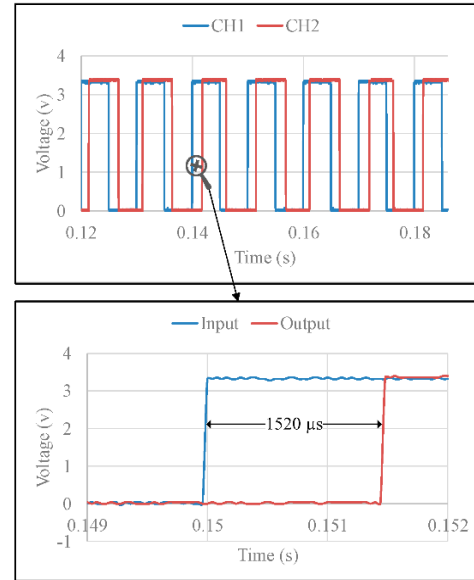 CH1 CH2
4
3
2
1
0
Voltage (v)
0.12 0.14 0.16 0.18
Time (s)
Input Output
4
3
2
1
0
-1
Voltage (v)
1520 µs
0.149 0.15 0.151 0.152
Time (s)